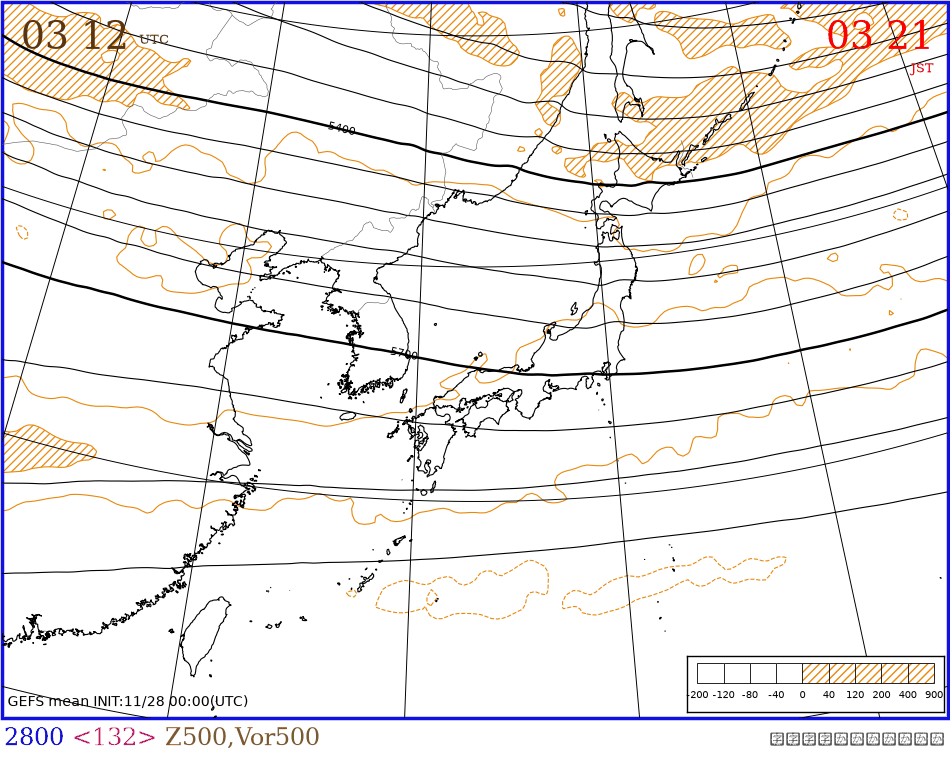 03 12 UTC
03 21
JST
5400
5700
-200 -120 -80 -40 0 40 120 200 400 900
GEFS mean INIT:11/28 00:00(UTC)
2800 <132> Z500,Vor500